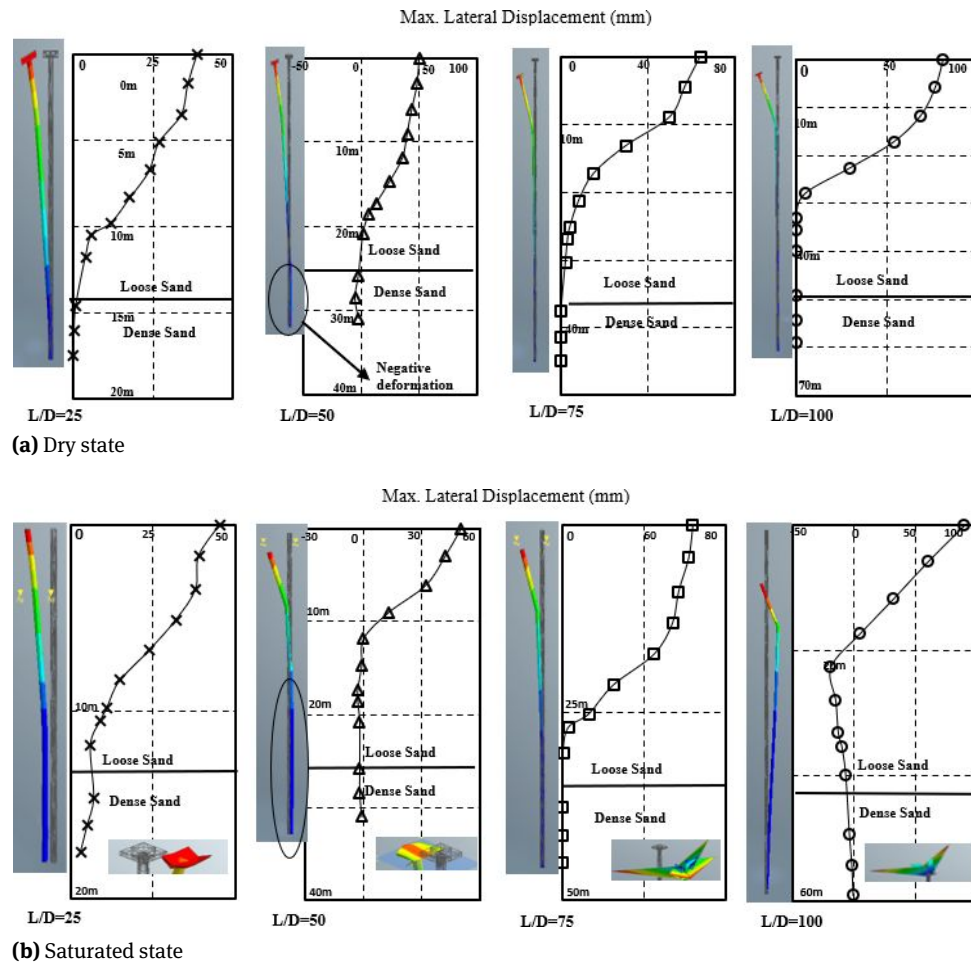 Max. Lateral Displacement (mm)
0 25 50
0m
5m
10m
Loose Sand
15m
Dense Sand
20m
L/D=25
-50 0 50 100
10m
20m
Loose Sand
Dense Sand
30m
Negative
deformation
40m
L/D=50
0 40 80
10m
Loose Sand
Dense Sand
40m
L/D=75
0 50 100
10m
40m
Loose Sand
Dense Sand
70m
L/D=100
(a) Dry state
Max. Lateral Displacement (mm)
0 25 50
10m
Loose Sand
Dense Sand
20m
L/D=25
-30 0 50
10m
20m
Loose Sand
Dense Sand
40m
L/D=50
0 60 80
25m
Loose Sand
Dense Sand
50m
L/D=75
-50 0 50 100
Loose Sand
Dense Sand
60m
L/D=100
(b) Saturated state